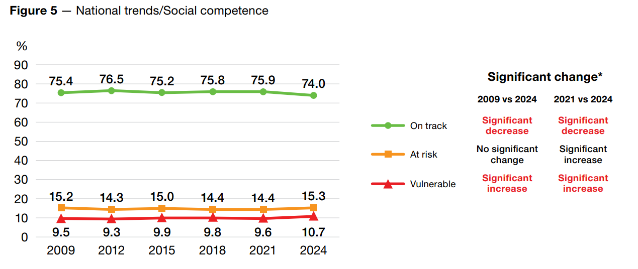 Figure 5 — National trends/Social competence
%
90
80
70
60
50
40
30
20
10
0
75.4 76.5 75.2 75.8 75.9 74.0
15.2 14.3 15.0 14.4 14.4 15.3
9.5 9.3 9.9 9.8 9.6 10.7
2009 2012 2015 2018 2021 2024
On track
At risk
Vulnerable
Significant change*
2009 vs 2024 2021 vs 2024
Significant decrease Significant decrease
No significant change Significant increase
Significant increase Significant increase